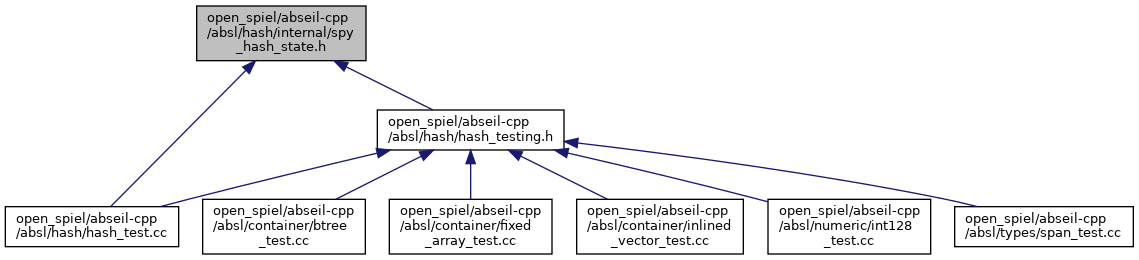 open_spiel/abseil-cpp
/absl/hash/internal/spy
_hash_state.h
open_spiel/abseil-cpp
/absl/hash/hash_testing.h
open_spiel/abseil-cpp
/absl/hash/hash_test.cc
open_spiel/abseil-cpp
/absl/container/btree
_test.cc
open_spiel/abseil-cpp
/absl/container/fixed
_array_test.cc
open_spiel/abseil-cpp
/absl/container/inlined
_vector_test.cc
open_spiel/abseil-cpp
/absl/numeric/int128
_test.cc
open_spiel/abseil-cpp
/absl/types/span_test.cc